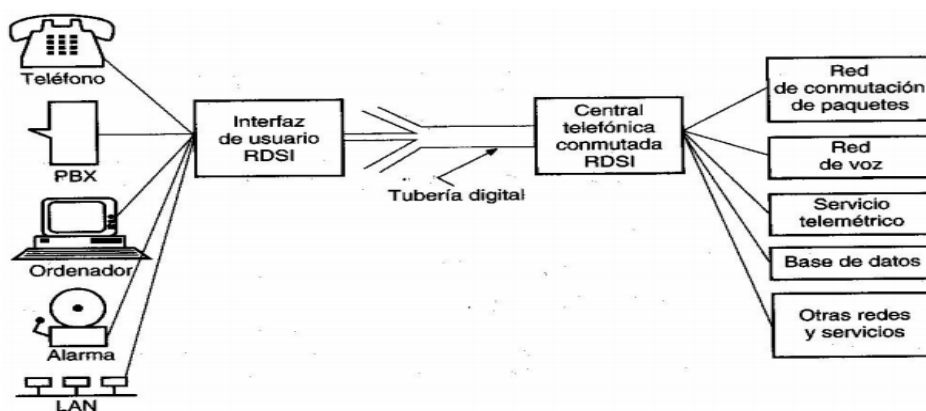 Teléfono
PBX
Ordenador
Alarma
LAN
Interfaz
de usuario
RDSI
Tubería digital
Central
telefónica
conmutada
RDSI
Red
de conmutación
de paquetes
Red
de voz
Servicio
telemétrico
Base de datos
Otras redes
y servicios